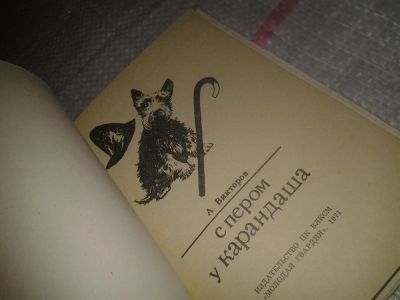 А. Викторов
с пером
у карандаша
ИЗДАТЕЛЬСТВО ЦК ВЛКСМ
«МОЛОДАЯ ГВАРДИЯ», 1971